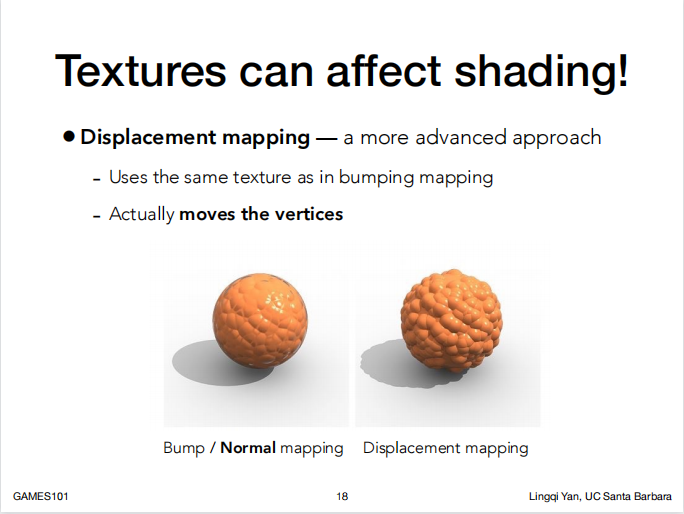 Textures can affect shading!
● Displacement mapping — a more advanced approach
- Uses the same texture as in bumping mapping
- Actually moves the vertices
Bump / Normal mapping
Displacement mapping
GAMES101
18
Lingqi Yan, UC Santa Barbara